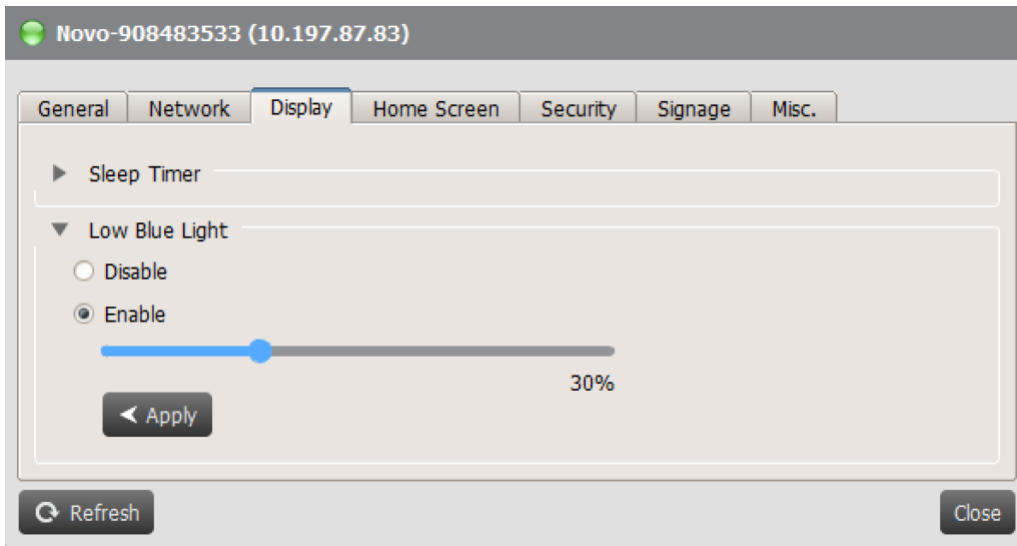 Novo-908483533 (10.197.87.83)
General Network Display Home Screen Security Signage Misc.
Sleep Timer
Low Blue Light
Disable
Enable
30%
Apply
Refresh Close